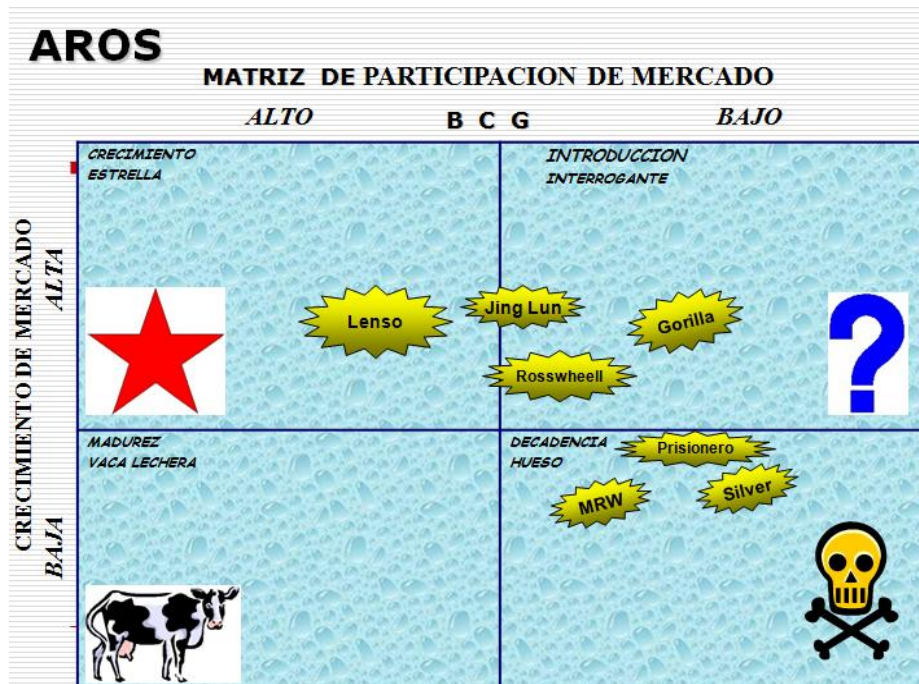 AROS
MATRIZ DE PARTICIPACION DE MERCADO
ALTO
B C G
BAJO
CRECIMIENTO DE MERCADO
ALTA
BAJA
CRECIMIENTO
ESTRELLA
INTRODUCCION
INTERROGANTE
Lenso
Jing Lun
Gorilla
Rosswheell
?
MADUREZ
VACA LECHERA
DECADENCIA
HUESO
Prisionero
MRW
Silver